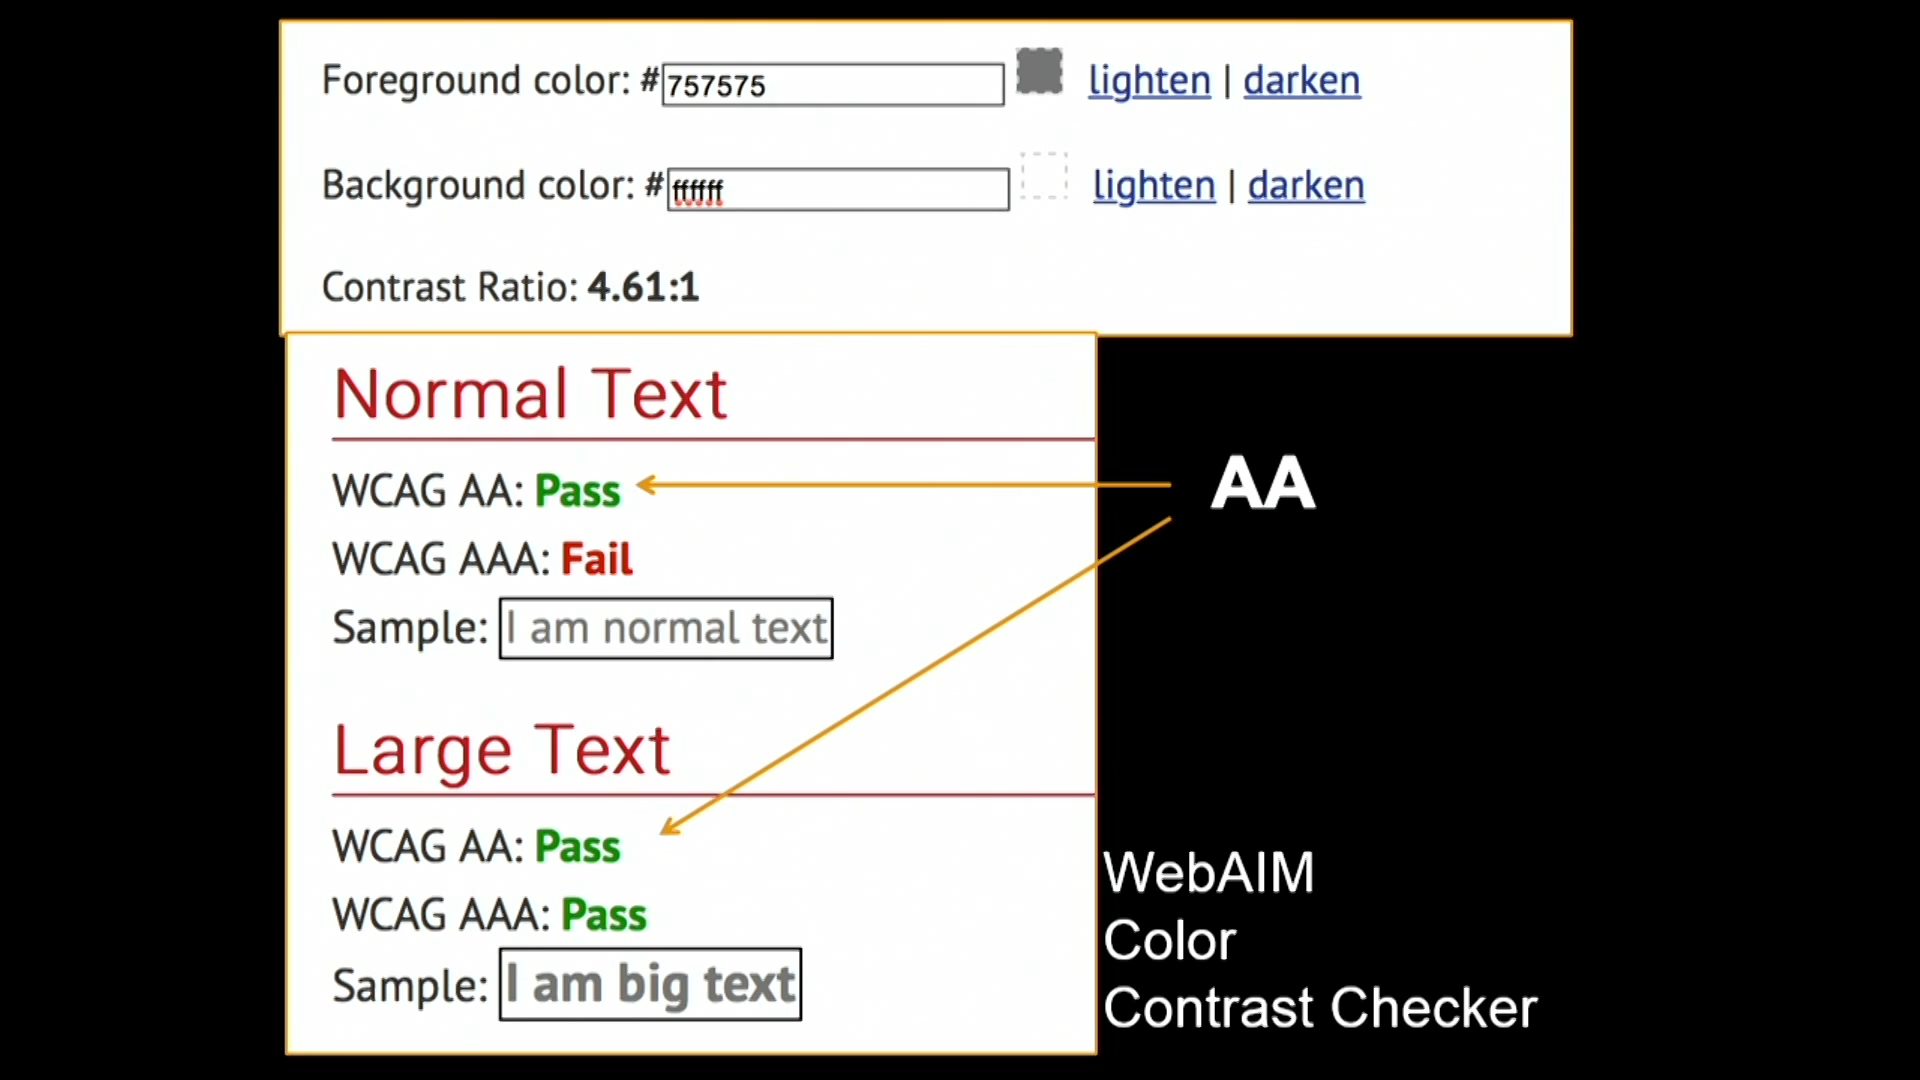 Foreground color: #757575 lighten | darken
Background color: #ffffff lighten | darken
Contrast Ratio: 4.61:1
Normal Text
WCAG AA: Pass
WCAG AAA: Fail
Sample: I am normal text
AA
Large Text
WCAG AA: Pass
WCAG AAA: Pass
Sample: I am big text
WebAIM
Color
Contrast Checker